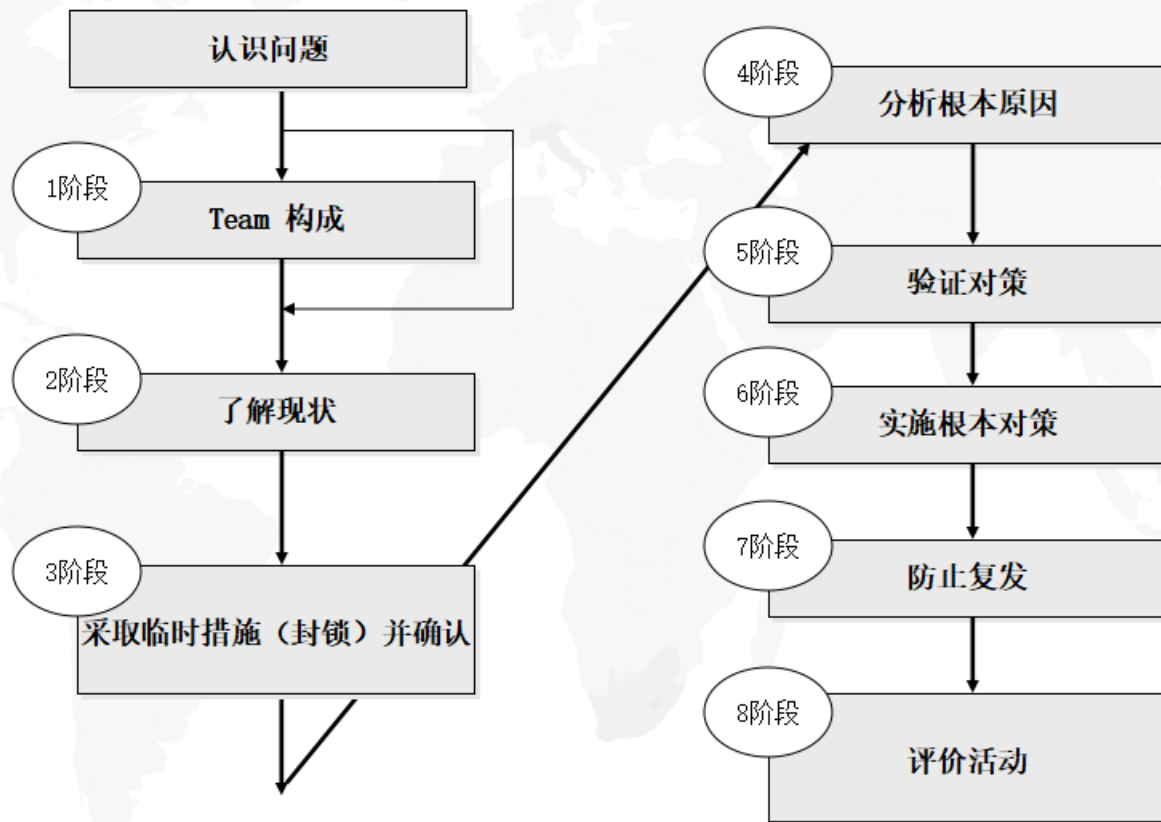 认识问题
1阶段
Team 构成
2阶段
了解现状
3阶段
采取临时措施（封锁）并确认
4阶段
分析根本原因
5阶段
验证对策
6阶段
实施根本对策
7阶段
防止复发
8阶段
评价活动